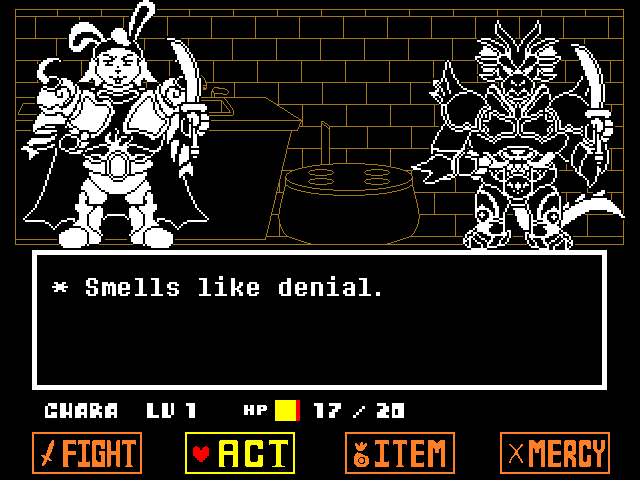 * Smells like denial.
CHARA LV 1 HP 17 / 20
FIGHT ACT ITEM MERCY